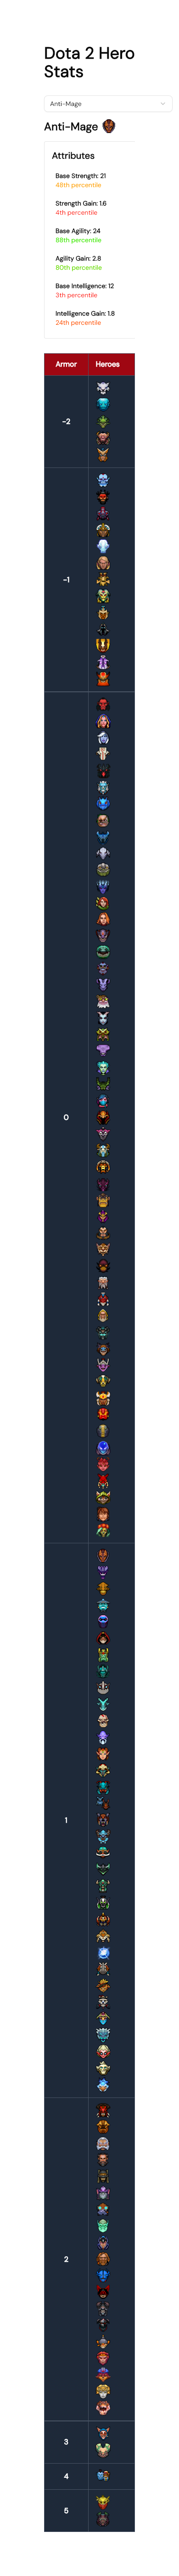 Dota 2 Hero
Stats
Anti-Mage
Anti-Mage
Attributes
Base Strength: 21
48th percentile
Strength Gain: 1.6
4th percentile
Base Agility: 24
88th percentile
Agility Gain: 2.8
80th percentile
Base Intelligence: 12
3th percentile
Intelligence Gain: 1.8
24th percentile
Armor Heroes
-2
-1
0
1
2
3
4
5